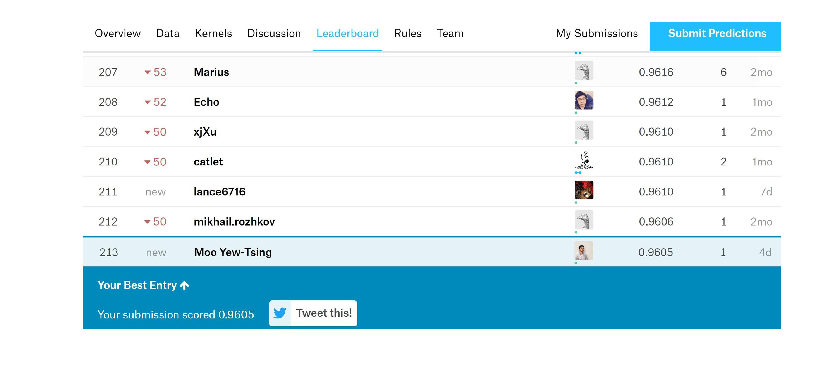 Overview Data Kernels Discussion Leaderboard Rules Team My Submissions Submit Predictions
207 ▼ 53 Marius 0.9616 6 2mo
208 ▼ 52 Echo 0.9612 1 1mo
209 ▼ 50 xjXu 0.9610 1 2mo
210 ▼ 50 catlet 0.9610 2 1mo
211 new lance6716 0.9610 1 7d
212 ▼ 50 mikhail.rozhkov 0.9606 1 2mo
213 new Moo Yew-Tsing 0.9605 1 4d
Your Best Entry ↑
Your submission scored 0.9605 Tweet this!